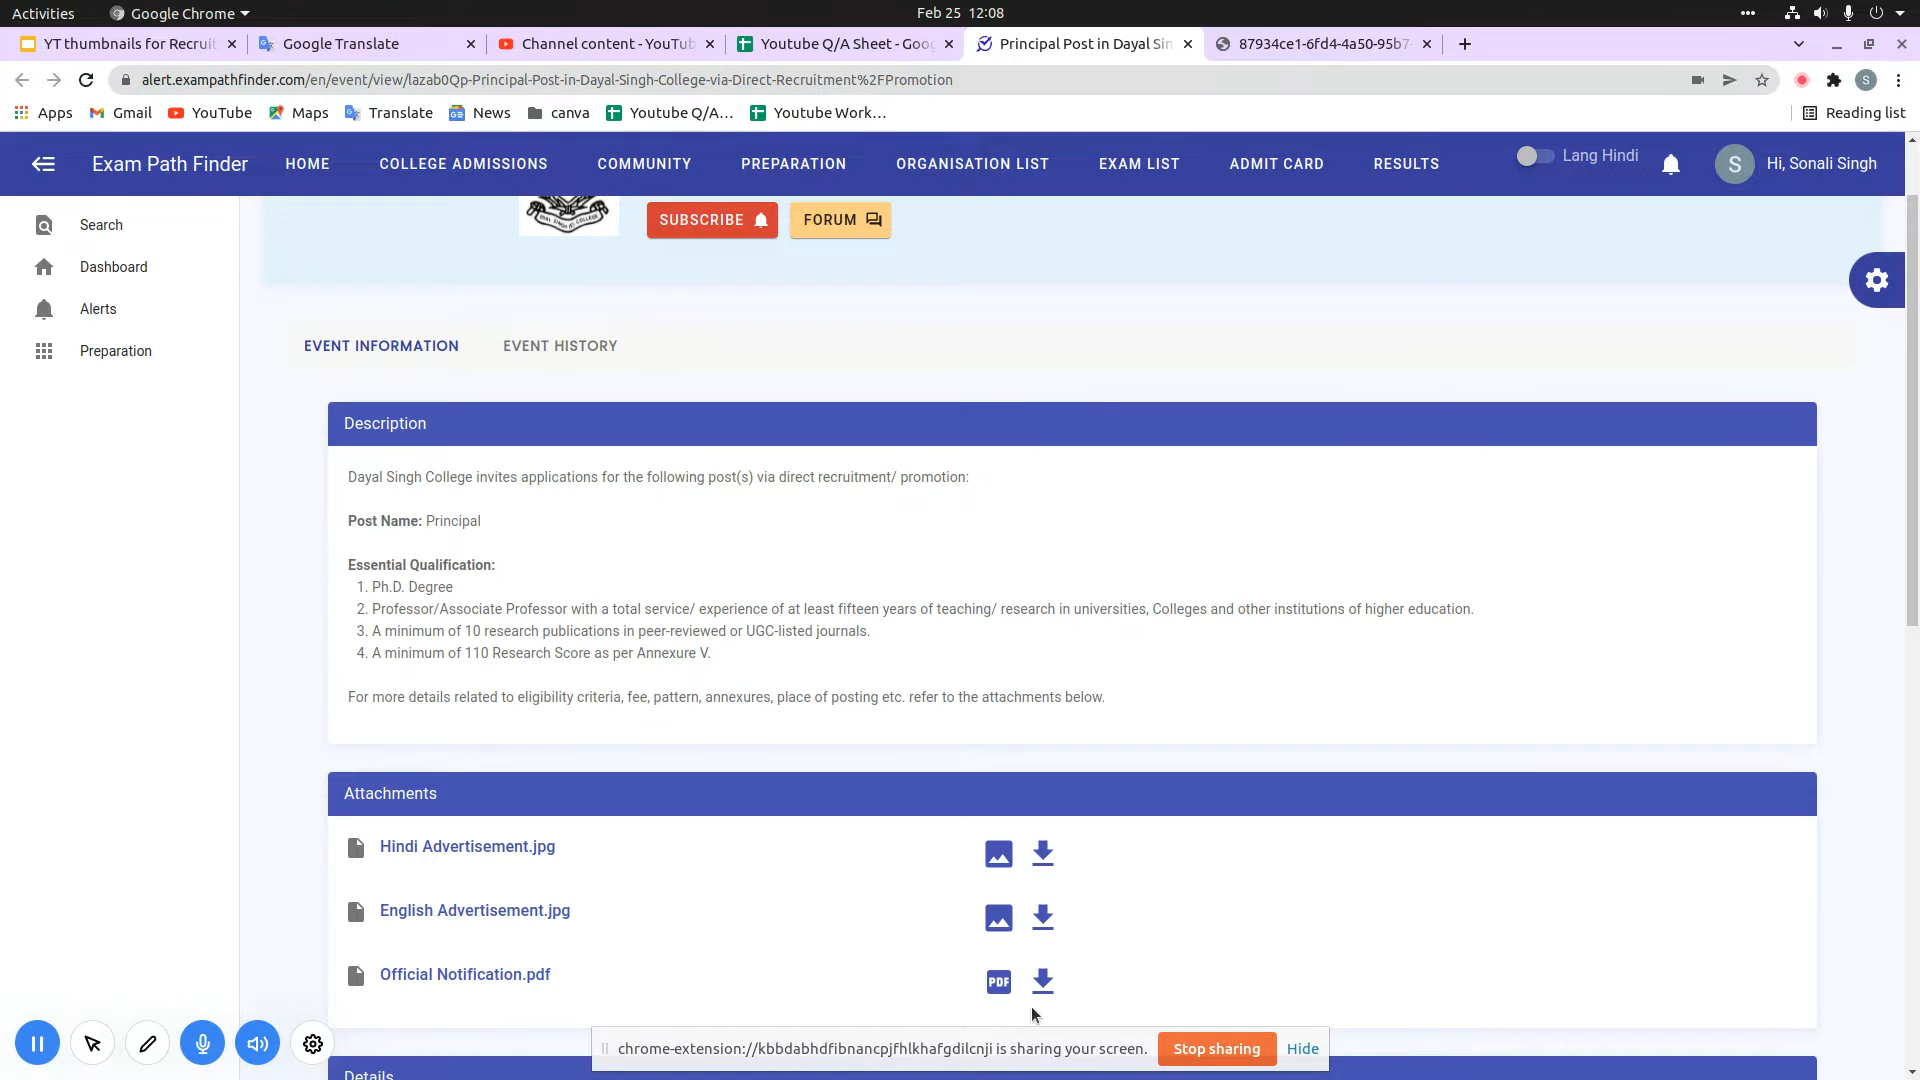 Activities Google Chrome Feb 25 12:08
YT thumbnails for Recruit Google Translate Channel content - YouTub Youtube Q/A Sheet - Goog Principal Post in Dayal Sin 87934ce1-6fd4-4a50-95b7-
alert.exampathfinder.com/en/event/view/lazab0Qp-Principal-Post-in-Dayal-Singh-College-via-Direct-Recruitment%2FPromotion S
Apps Gmail YouTube Maps Translate News canva Youtube Q/A... Youtube Work... Reading list
Exam Path Finder HOME COLLEGE ADMISSIONS COMMUNITY PREPARATION ORGANISATION LIST EXAM LIST ADMIT CARD RESULTS Lang Hindi S Hi, Sonali Singh
SUBSCRIBE FORUM
Search
Dashboard
Alerts
Preparation
EVENT INFORMATION EVENT HISTORY
Description
Dayal Singh College invites applications for the following post(s) via direct recruitment/ promotion:
Post Name: Principal
Essential Qualification:
1. Ph.D. Degree
2. Professor/Associate Professor with a total service/ experience of at least fifteen years of teaching/ research in universities, Colleges and other institutions of higher education.
3. A minimum of 10 research publications in peer-reviewed or UGC-listed journals.
4. A minimum of 110 Research Score as per Annexure V.
For more details related to eligibility criteria, fee, pattern, annexures, place of posting etc. refer to the attachments below.
Attachments
Hindi Advertisement.jpg
English Advertisement.jpg
Official Notification.pdf PDF
chrome-extension://kbbdabhdfibnancpjfhlkhafgdilcnji is sharing your screen. Stop sharing Hide
Details